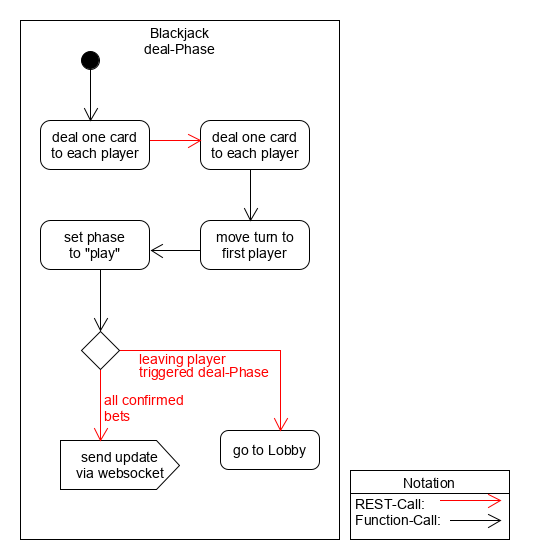 Blackjack
deal-Phase
deal one card
to each player
deal one card
to each player
set phase
to "play"
move turn to
first player
leaving player
triggered deal-Phase
all confirmed
bets
send update
via websocket
go to Lobby
Notation
REST-Call:
Function-Call: